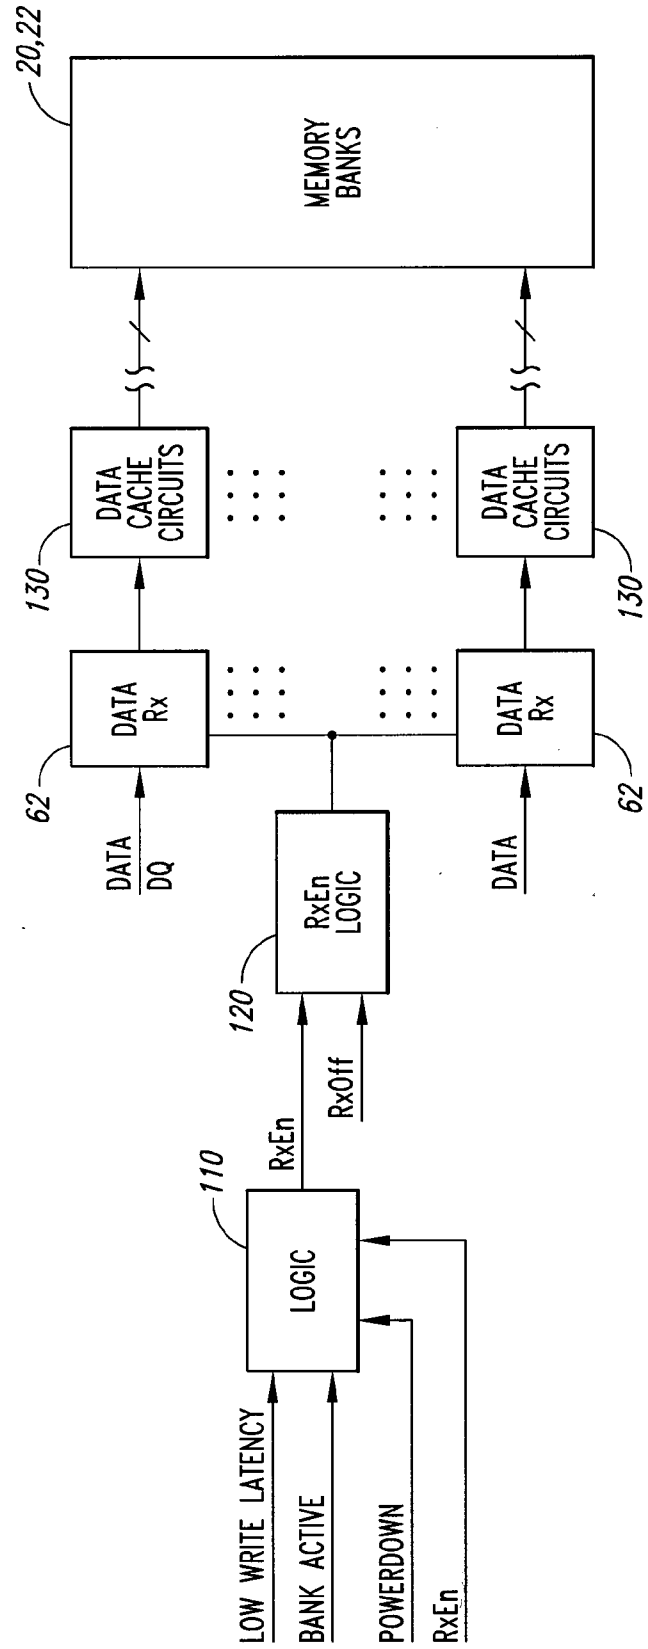 LOW WRITE LATENCY
BANK ACTIVE
POWERDOWN
RxEn
110
LOGIC
RxEn
RxOff
120
RxEn
LOGIC
DATA
DQ
62
DATA
Rx
130
DATA
CACHE
CIRCUITS
DATA
62
DATA
Rx
130
DATA
CACHE
CIRCUITS
20,22
MEMORY
BANKS